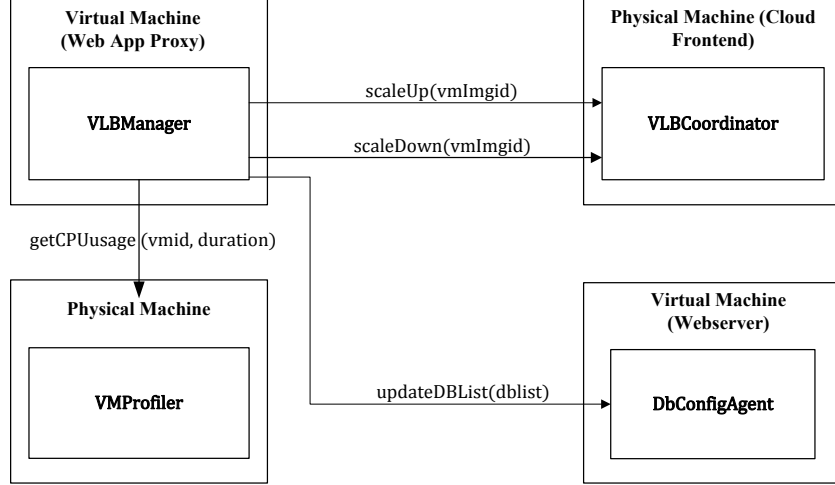 Virtual Machine
(Web App Proxy)
VLBManager
Physical Machine (Cloud
Frontend)
VLBCoordinator
scaleUp(vmImgid)
scaleDown(vmImgid)
getCPUusage (vmid, duration)
Physical Machine
VMProfiler
Virtual Machine
(Webserver)
DbConfigAgent
updateDBList(dblist)